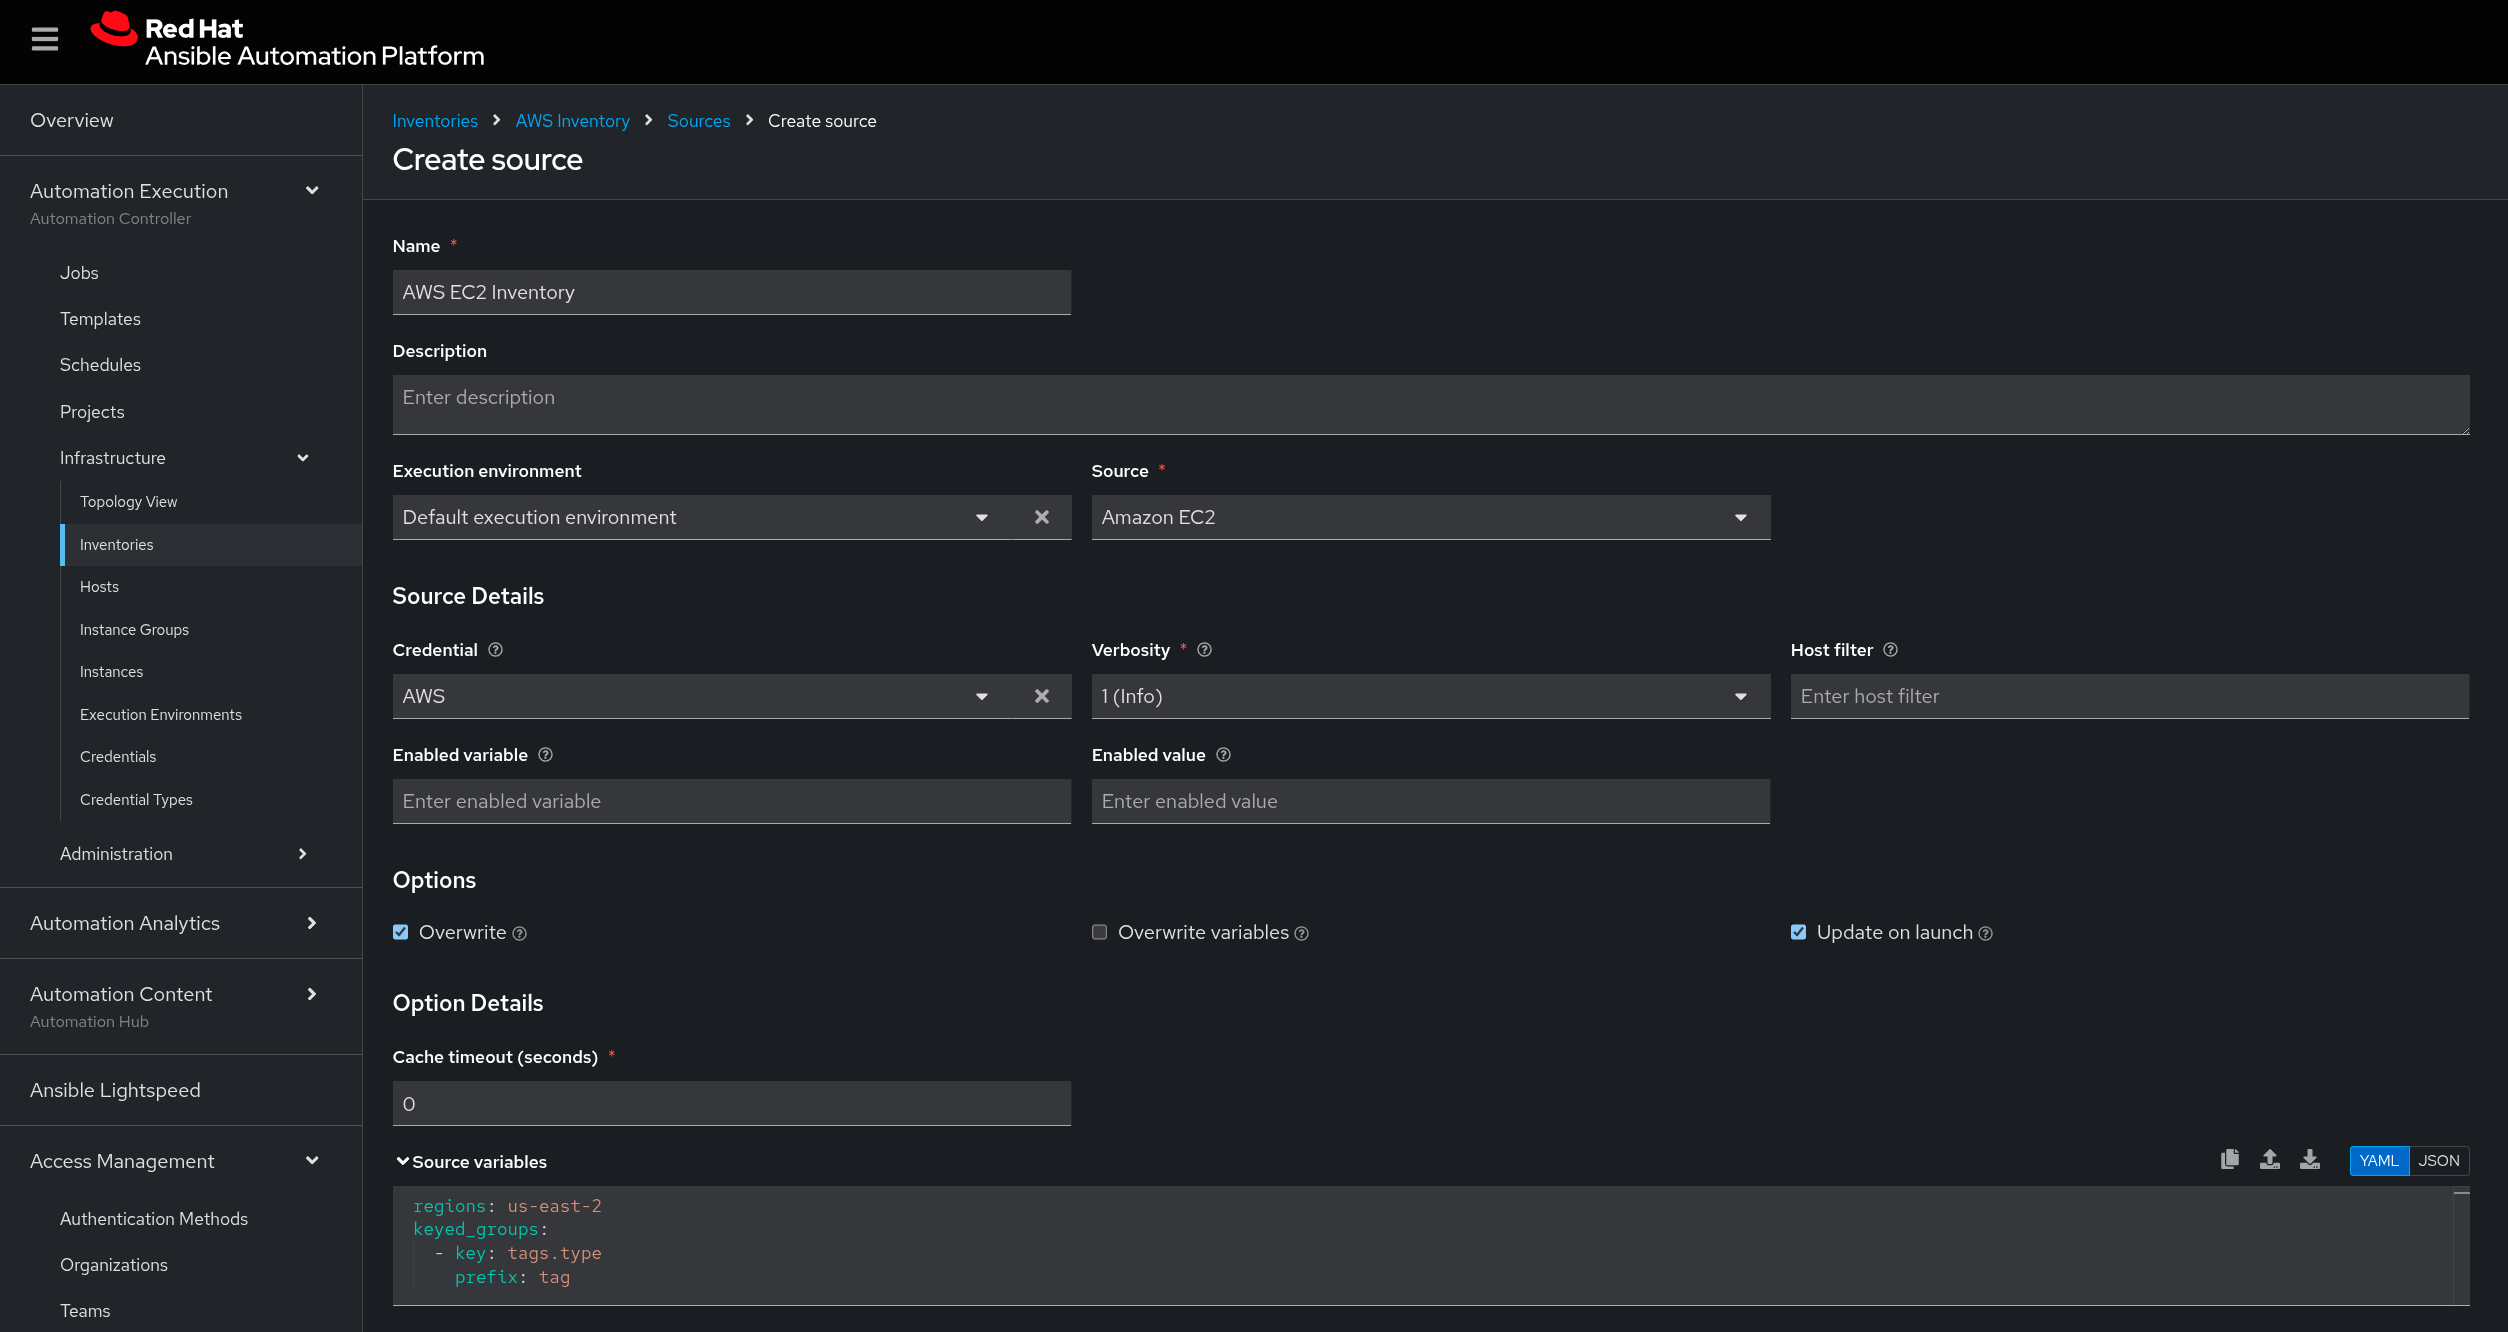 Red Hat
Ansible Automation Platform
Overview
Automation Execution
Automation Controller
Jobs
Templates
Schedules
Projects
Infrastructure
Topology View
Inventories
Hosts
Instance Groups
Instances
Execution Environments
Credentials
Credential Types
Administration
Automation Analytics
Automation Content
Automation Hub
Ansible Lightspeed
Access Management
Authentication Methods
Organizations
Teams
Inventories > AWS Inventory > Sources > Create source
Create source
Name *
AWS EC2 Inventory
Description
Enter description
Execution environment
Default execution environment
Source *
Amazon EC2
Source Details
Credential
AWS
Verbosity *
1 (Info)
Host filter
Enter host filter
Enabled variable
Enter enabled variable
Enabled value
Enter enabled value
Options
Overwrite
Overwrite variables
Update on launch
Option Details
Cache timeout (seconds) *
0
Source variables
YAML JSON
regions: us-east-2
keyed_groups:
  - key: tags.type
    prefix: tag